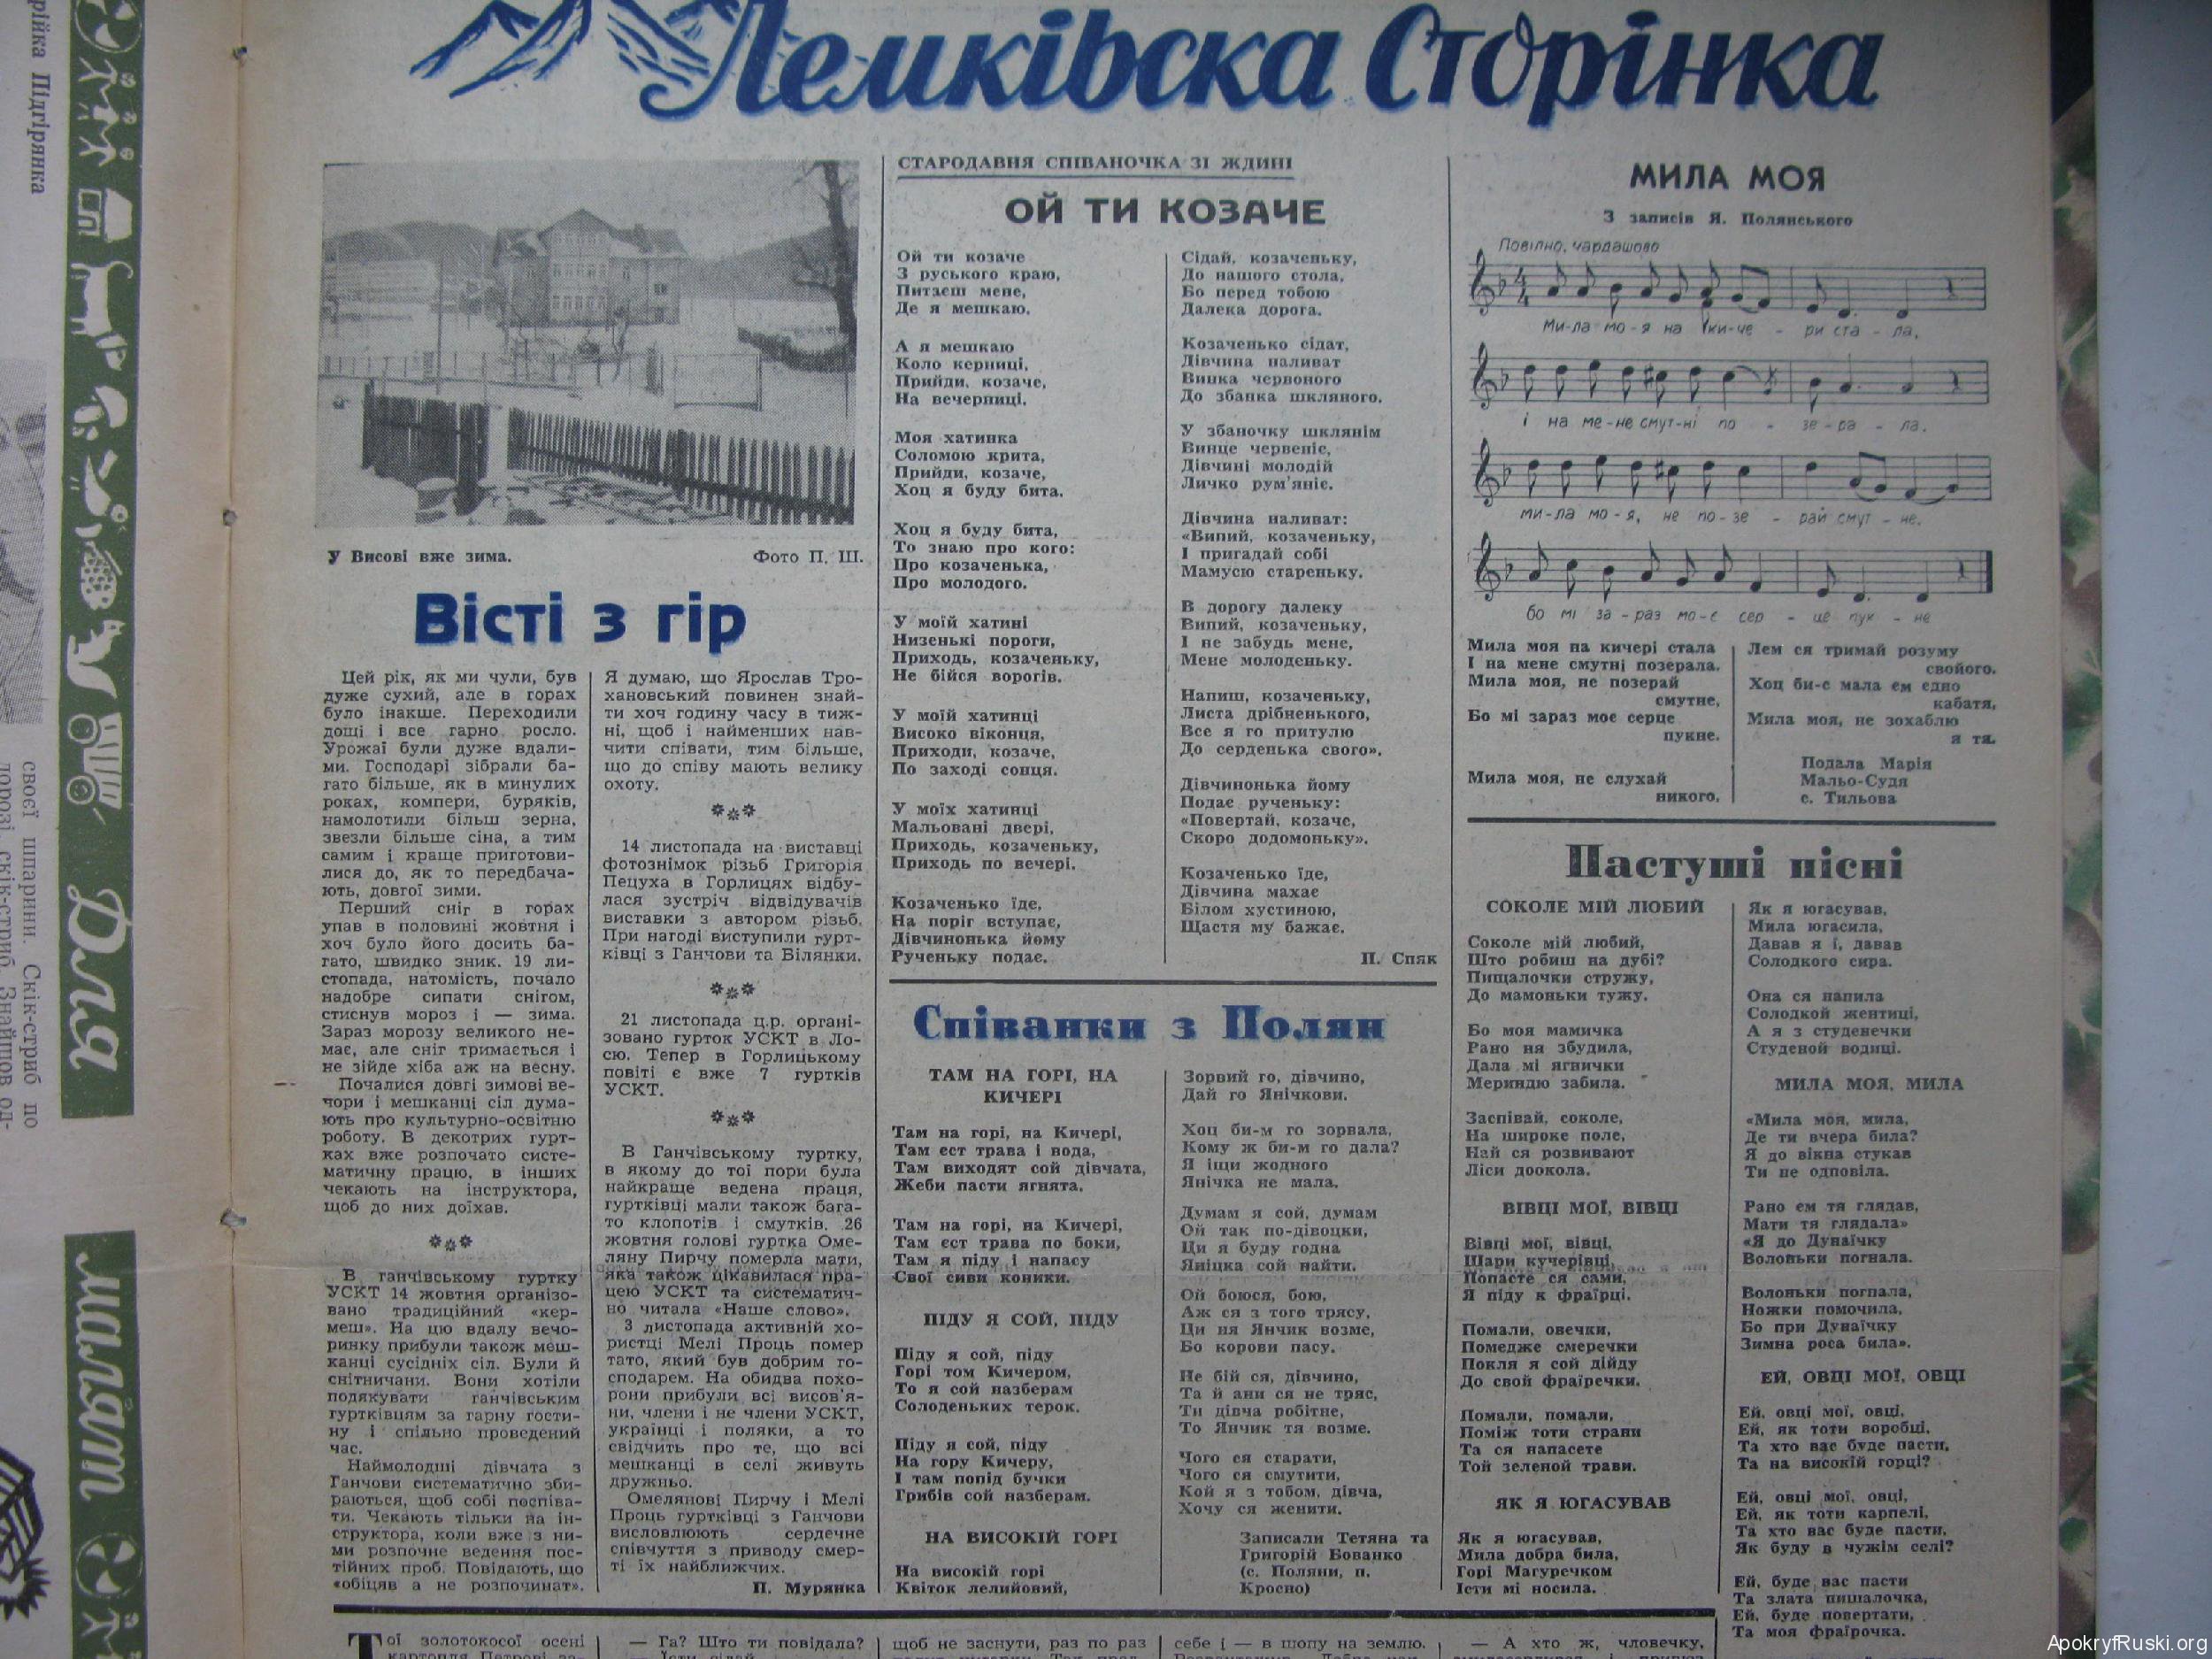 рійка Підгірянка
своєї шпарини. Скік-стриб по
Для
малят
Лемківска Сторінка
У Висові вже зима.
Фото П. Ш.
Вісті з гір
Цей рік, як ми чули, був
дуже сухий, але в горах
було інакше. Переходили
дощі і все гарно росло.
Урожаї були дуже вдали-
ми. Господарі зібрали ба-
гато більше, як в минулих
роках, компери, буряків,
намолотили більш зерна,
звезли більше сіна, а тим
самим і краще приготови-
лися до, як то передбача-
ють, довгої зими.
Перший сніг в горах
упав в половині жовтня і
хоч було його досить ба-
гато, швидко зник. 19 ли-
стопада, натомість, почало
надобре сипати снігом,
стиснув мороз і — зима.
Зараз морозу великого не-
має, але сніг тримається і
не зійде хіба аж на весну.
Почалися довгі зимові ве-
чори і мешканці сіл дума-
ють про культурно-освітню
роботу. В декотрих гурт-
ках вже розпочато систе-
матичну працю, в інших
чекають на інструктора,
щоб до них доїхав.
***
В ганчівському гуртку
УСКТ 14 жовтня організо-
вано традиційний «кер-
меш». На цю вдалу вечо-
ринку прибули також меш-
канці сусідніх сіл. Були й
снітничани. Вони хотіли
подякувати ганчівським
гуртківцям за гарну гости-
ну і спільно проведений
час.
Наймолодші дівчата з
Ганчови систематично зби-
раються, щоб собі поспіва-
ти. Чекають тільки на ін-
структора, коли вже з ни-
ми розпочне ведення пос-
тійних проб. Повідають, що
«обіцяв а не розпочинат».
Я думаю, що Ярослав Тро-
хановський повинен знай-
ти хоч годину часу в тиж-
ні, щоб і найменших нав-
чити співати, тим більше,
що до співу мають велику
охоту.
***
14 листопада на виставці
фотознімок різьб Григорія
Пецуха в Горлицях відбу-
лася зустріч відвідувачів
виставки з автором різьб.
При нагоді виступили гурт-
ківці з Ганчови та Білянки.
***
21 листопада ц.р. органі-
зовано гурток УСКТ в Ло-
сю. Тепер в Горлицькому
повіті є вже 7 гуртків
УСКТ.
***
В Ганчівському гуртку,
в якому до тої пори була
найкраще ведена праця,
гуртківці мали також бага-
то клопотів і смутків. 26
жовтня голові гуртка Оме-
ляну Пирчу померла мати,
яка також цікавилася пра-
цею УСКТ та систематич-
но читала «Наше слово».
3 листопада активній хо-
ристці Мелі Проць помер
тато, який був добрим го-
сподарем. На обидва похо-
рони прибули всі висов'я-
ни, члени і не члени УСКТ,
українці і поляки, а то
свідчить про те, що всі
мешканці в селі живуть
дружньо.
Омелянові Пирчу і Мелі
Проць гуртківці з Ганчови
висловлюють сердечне
співчуття з приводу смер-
ті їх найближчих.
П. Мурянка
СТАРОДАВНЯ СПІВАНОЧКА ЗІ ЖДИНІ
ОЙ ТИ КОЗАЧЕ
Ой ти козаче
З руського краю,
Питаєш мене,
Де я мешкаю.
А я мешкаю
Коло керниці,
Прийди, козаче,
На вечерниці.
Моя хатинка
Соломою крита,
Прийди, козаче,
Хоц я буду бита.
Хоц я буду бита,
То знаю про кого:
Про козаченька,
Про молодого.
У моїй хатині
Низенькі пороги,
Приходь, козаченьку,
Не бійся ворогів.
У моїй хатинці
Високо віконця,
Приходи, козаче,
По заході сонця.
У моїх хатинці
Мальовані двері,
Приходь, козаченьку,
Приходь по вечері.
Козаченько їде,
На поріг вступає,
Дівчинонька йому
Рученьку подає.
Сідай, козаченьку,
До нашого стола,
Бо перед тобою
Далека дорога.
Козаченько сідат,
Дівчина наливат
Винка червоного
До збанка шкляного.
У збаночку шклянім
Винце червеніє,
Дівчині молодій
Личко рум'яніє.
Дівчина наливат:
«Випий, козаченьку,
І пригадай собі
Мамусю стареньку.
В дорогу далеку
Випий, козаченьку,
І не забудь мене,
Мене молоденьку.
Напиш, козаченьку,
Листа дрібненького,
Все я го притулю
До серденька свого».
Дівчинонька йому
Подає рученьку:
«Повертай, козаче,
Скоро додомоньку».
Козаченько їде,
Дівчина махає
Білом хустиною,
Щастя му бажає.
П. Спяк
Співанки з Полян
ТАМ НА ГОРІ, НА
КИЧЕРІ
Там на горі, на Кичері,
Там єст трава і вода,
Там виходят сой дівчата,
Жеби пасти ягнята.
Там на горі, на Кичері,
Там єст трава по боки,
Там я піду і напасу
Свої сиви коники.
ПІДУ Я СОЙ, ПІДУ
Піду я сой, піду
Горі том Кичером,
То я сой назберам
Солоденьких терок.
Піду я сой, піду
На гору Кичеру,
І там попід бучки
Грибів сой назберам.
НА ВИСОКІЙ ГОРІ
На високій горі
Квіток лелийовий,
Зорвий го, дівчино,
Дай го Янічкови.
Хоц би-м го зорвала,
Кому ж би-м го дала?
Я іщи жодного
Янічка не мала.
Думам я сой, думам
Ой так по-дівоцки,
Ци я буду годна
Яніцка сой найти.
Ой боюся, бою,
Аж ся з того трясу,
Ци ня Янчик возме,
Бо корови пасу.
Не бій ся, дівчино,
Та й ани ся не тряс,
Ти дівча робітне,
То Янчик тя возме.
Чого ся старати,
Чого ся смутити,
Кой я з тобом, дівча,
Хочу ся женити.
Записали Тетяна та
Григорій Бованко
(с. Поляни, п.
Кросно)
МИЛА МОЯ
З записів Я. Полянського
Повільно, чардашово
Ми-ла мо-я на ки-че - ри ста - ла,
і на ме-не смут-ні по - зе-ра - ла.
ми-ла мо-я, не по-зе - рай смут - не,
бо мі за-раз мо-є сер - це пук - не
Мила моя на кичері стала
І на мене смутні позерала.
Мила моя, не позерай
смутне,
Бо мі зараз моє серце
пукне.
Мила моя, не слухай
никого,
Лем ся тримай розуму
свойого.
Хоц би-с мала єм єдно
кабатя,
Мила моя, не зохаблю
я тя.
Подала Марія
Мальо-Судя
с. Тильова
Пастуші пісні
СОКОЛЕ МІЙ ЛЮБИЙ
Соколе мій любий,
Што робиш на дубі?
Пищалочки стружу,
До мамоньки тужу.
Бо моя мамичка
Рано ня збудила,
Дала мі ягнички
Мериндю забила.
Заспівай, соколе,
На широке поле,
Най ся розвивают
Ліси доокола.
ВІВЦІ МОЇ, ВІВЦІ
Вівці мої, вівці,
Шари кучерівці,
Попасте ся сами,
Я піду к фраїрці.
Помали, овечки,
Помедже смеречки
Покля я сой дійду
До свой фраїречки.
Помали, помали,
Поміж тоти страни
Та ся напасете
Той зеленой трави.
ЯК Я ЮГАСУВАВ
Як я югасував,
Мила добра била,
Горі Магуречком
Їсти мі носила.
Як я югасував,
Мила югасила,
Давав я і, давав
Солодкого сира.
Она ся напила
Солодкой жентиці,
А я з студенечки
Студеной водиці.
МИЛА МОЯ, МИЛА
«Мила моя, мила,
Де ти вчера била?
Я до вікна стукав
Ти не одповіла.
Рано єм тя глядав,
Мати тя глядала»
«Я до Дунаїчку
Волоньки погнала.
Волоньки погнала,
Ножки помочила,
Бо при Дунаїчку
Зимна роса била».
ЕЙ, ОВЦІ МОЇ, ОВЦІ
Ей, овці мої, овці,
Ей, як тоти воробці,
Та хто вас буде пасти,
Та на високій горці?
Ей, овці мої, овці,
Ей, як тоти карпелі,
Та хто вас буде пасти,
Як буду в чужім селі?
Ей, буде вас пасти
Та злата пищалочка,
Ей, буде повертати,
Та моя фраїрочка.
Тої золотокосої осені
— Га? Што ти повідала?
щоб не заснути, раз по раз
себе і — в шопу на землю.
— А хто ж, чловечку,
ApokryfRuski.org